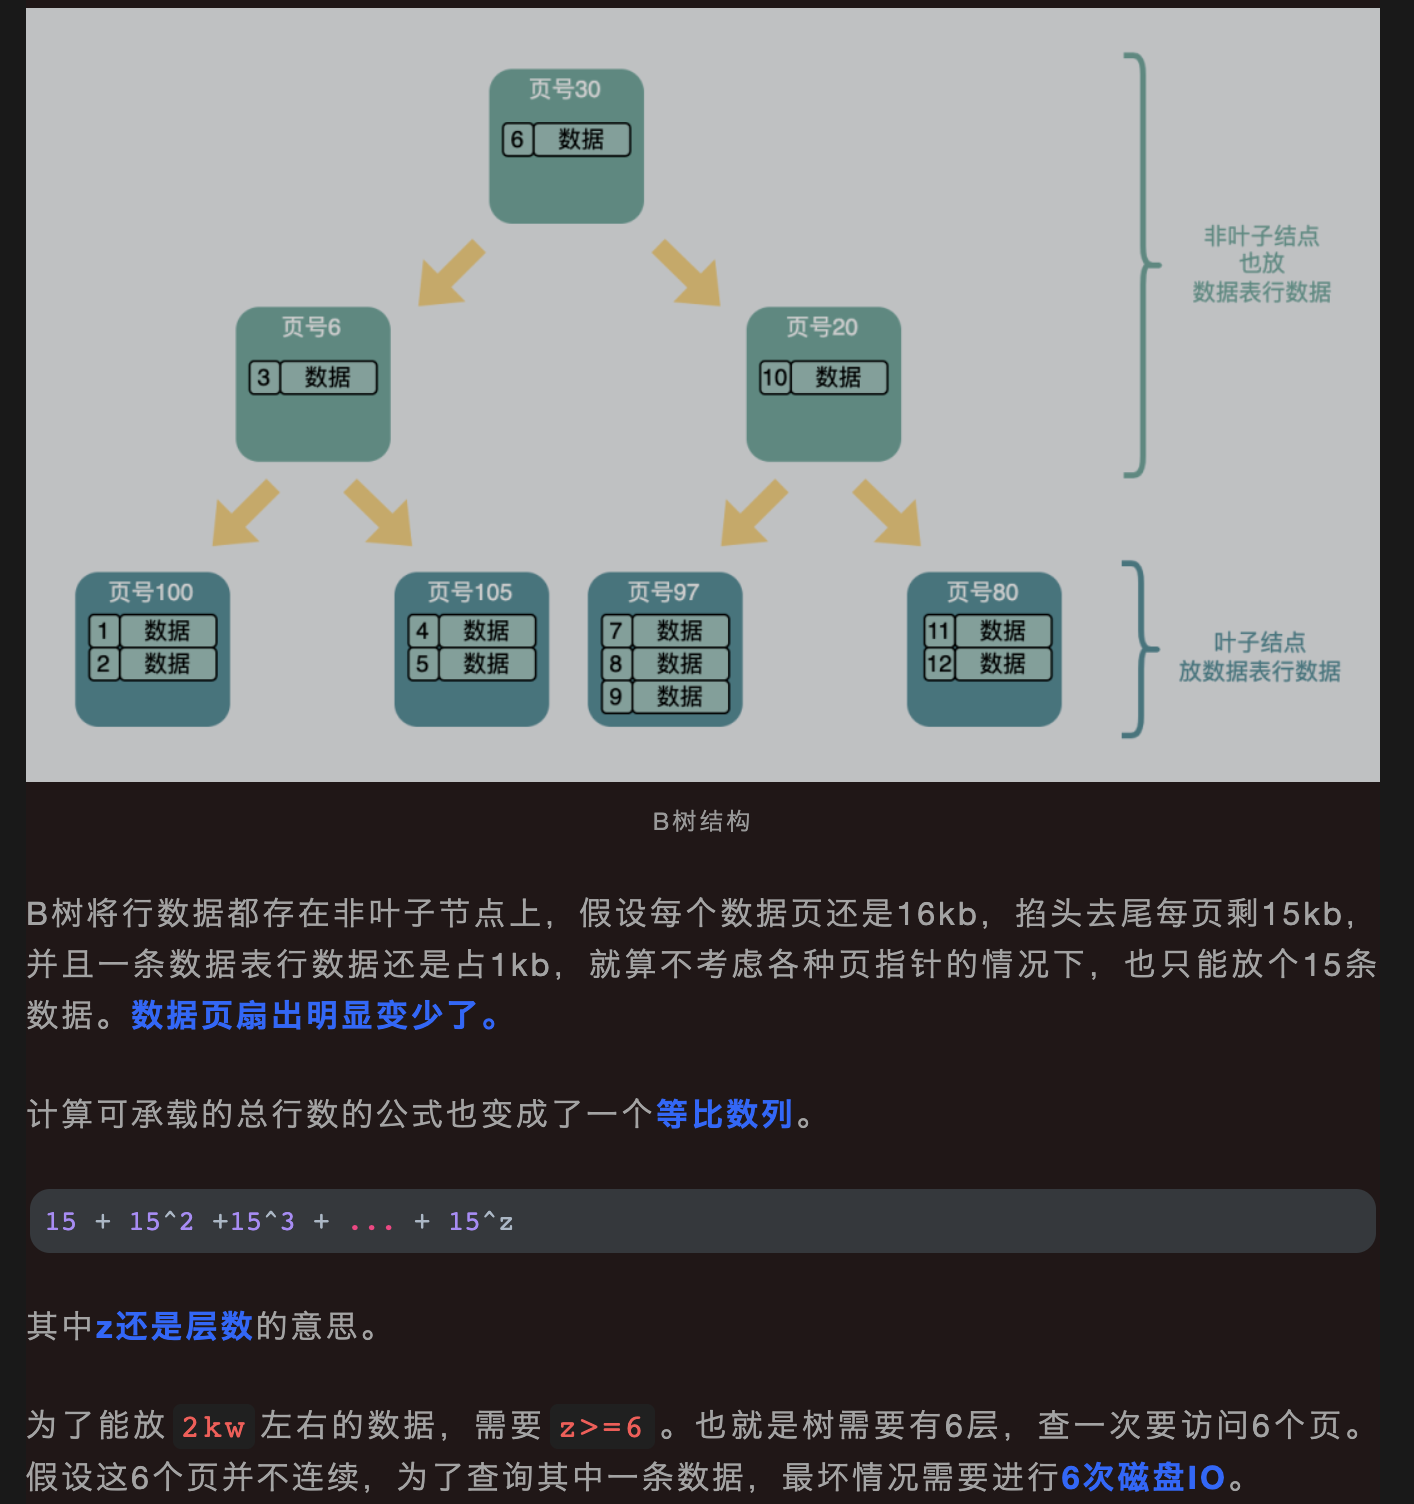 页号30
6 数据
非叶子结点
也放
数据表行数据
页号6
3 数据
页号20
10 数据
页号100
1 数据
2 数据
页号105
4 数据
5 数据
页号97
7 数据
8 数据
9 数据
页号80
11 数据
12 数据
叶子结点
放数据表行数据
B树结构
B树将行数据都存在非叶子节点上，假设每个数据页还是16kb，掐头去尾每页剩15kb，
并且一条数据表行数据还是占1kb，就算不考虑各种页指针的情况下，也只能放个15条
数据。数据页扇出明显变少了。
计算可承载的总行数的公式也变成了一个等比数列。
15 + 15^2 +15^3 + ... + 15^z
其中z还是层数的意思。
为了能放 2kw 左右的数据，需要 z>=6 。也就是树需要有6层，查一次要访问6个页。
假设这6个页并不连续，为了查询其中一条数据，最坏情况需要进行6次磁盘IO。